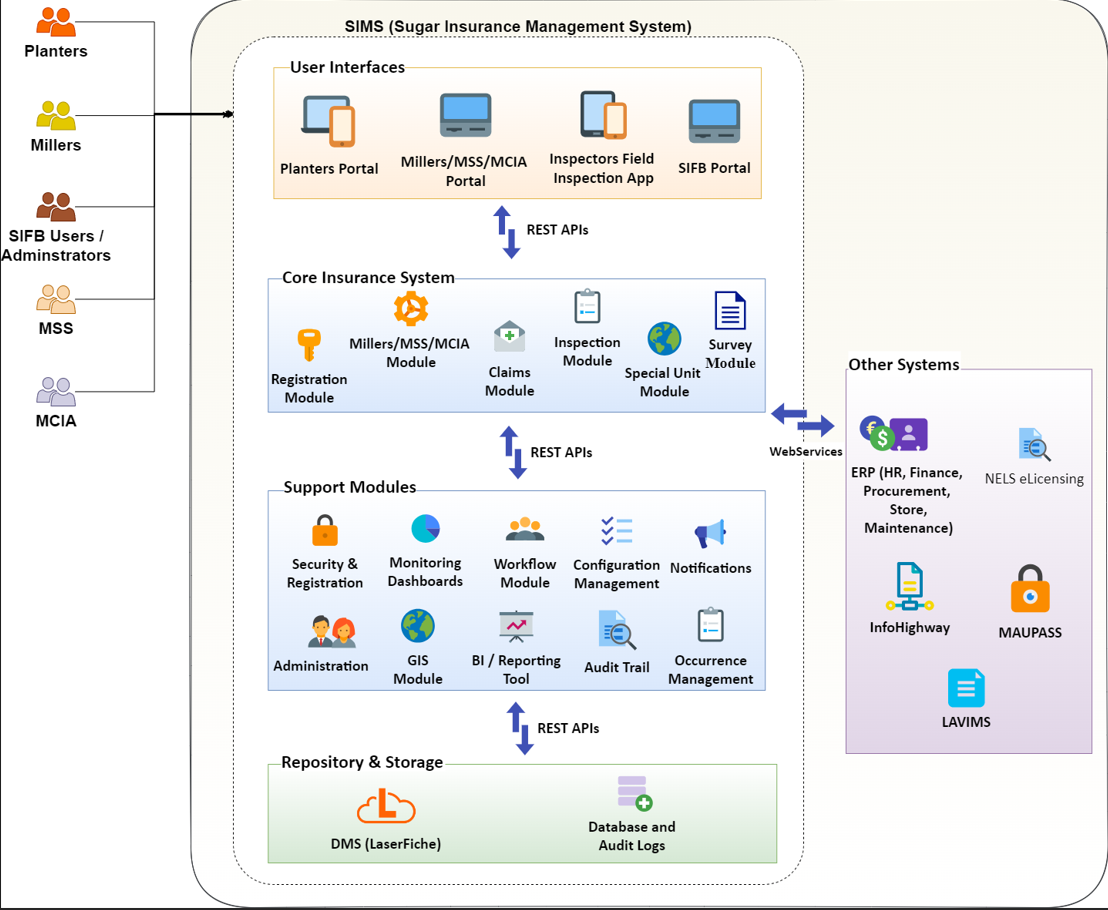 SIMS (Sugar Insurance Management System)
Planters
Millers
SIFB Users /
Adminstrators
MSS
MCIA
User Interfaces
Planters Portal
Millers/MSS/MCIA
Portal
Inspectors Field
Inspection App
SIFB Portal
REST APIs
Core Insurance System
Registration
Module
Millers/MSS/MCIA
Module
Claims
Module
Inspection
Module
Special Unit
Module
Survey
Module
WebServices
REST APIs
Support Modules
Security &
Registration
Monitoring
Dashboards
Workflow
Module
Configuration
Management
Notifications
Administration
GIS
Module
BI / Reporting
Tool
Audit Trail
Occurrence
Management
REST APIs
Repository & Storage
DMS (LaserFiche)
Database and
Audit Logs
Other Systems
ERP (HR, Finance,
Procurement,
Store,
Maintenance)
NELS eLicensing
InfoHighway
MAUPASS
LAVIMS